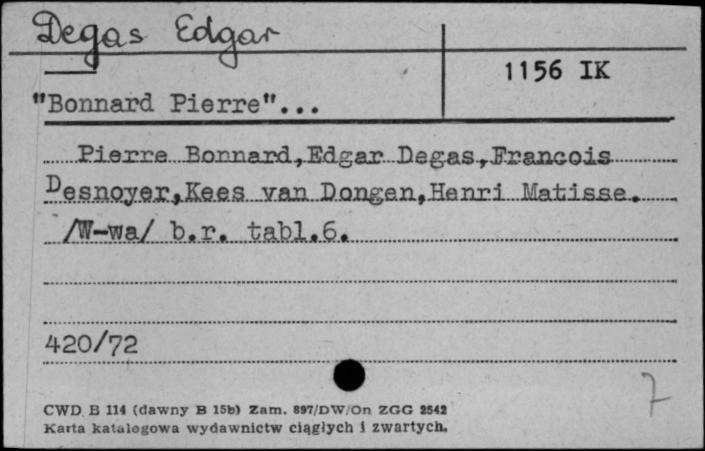 Degas Edgar
1156 IK
"Bonnard Pierre"...
Pierre Bonnard,Edgar Degas,Francois
Desnoyer,Kees van Dongen,Henri Matisse.
/W-wa/ b.r. tabl.6.
420/72
7
CWD B 114 (dawny B 15b) Zam. 897/DW/On ZGG 2542
Karta katalogowa wydawnictw ciągłych i zwartych.